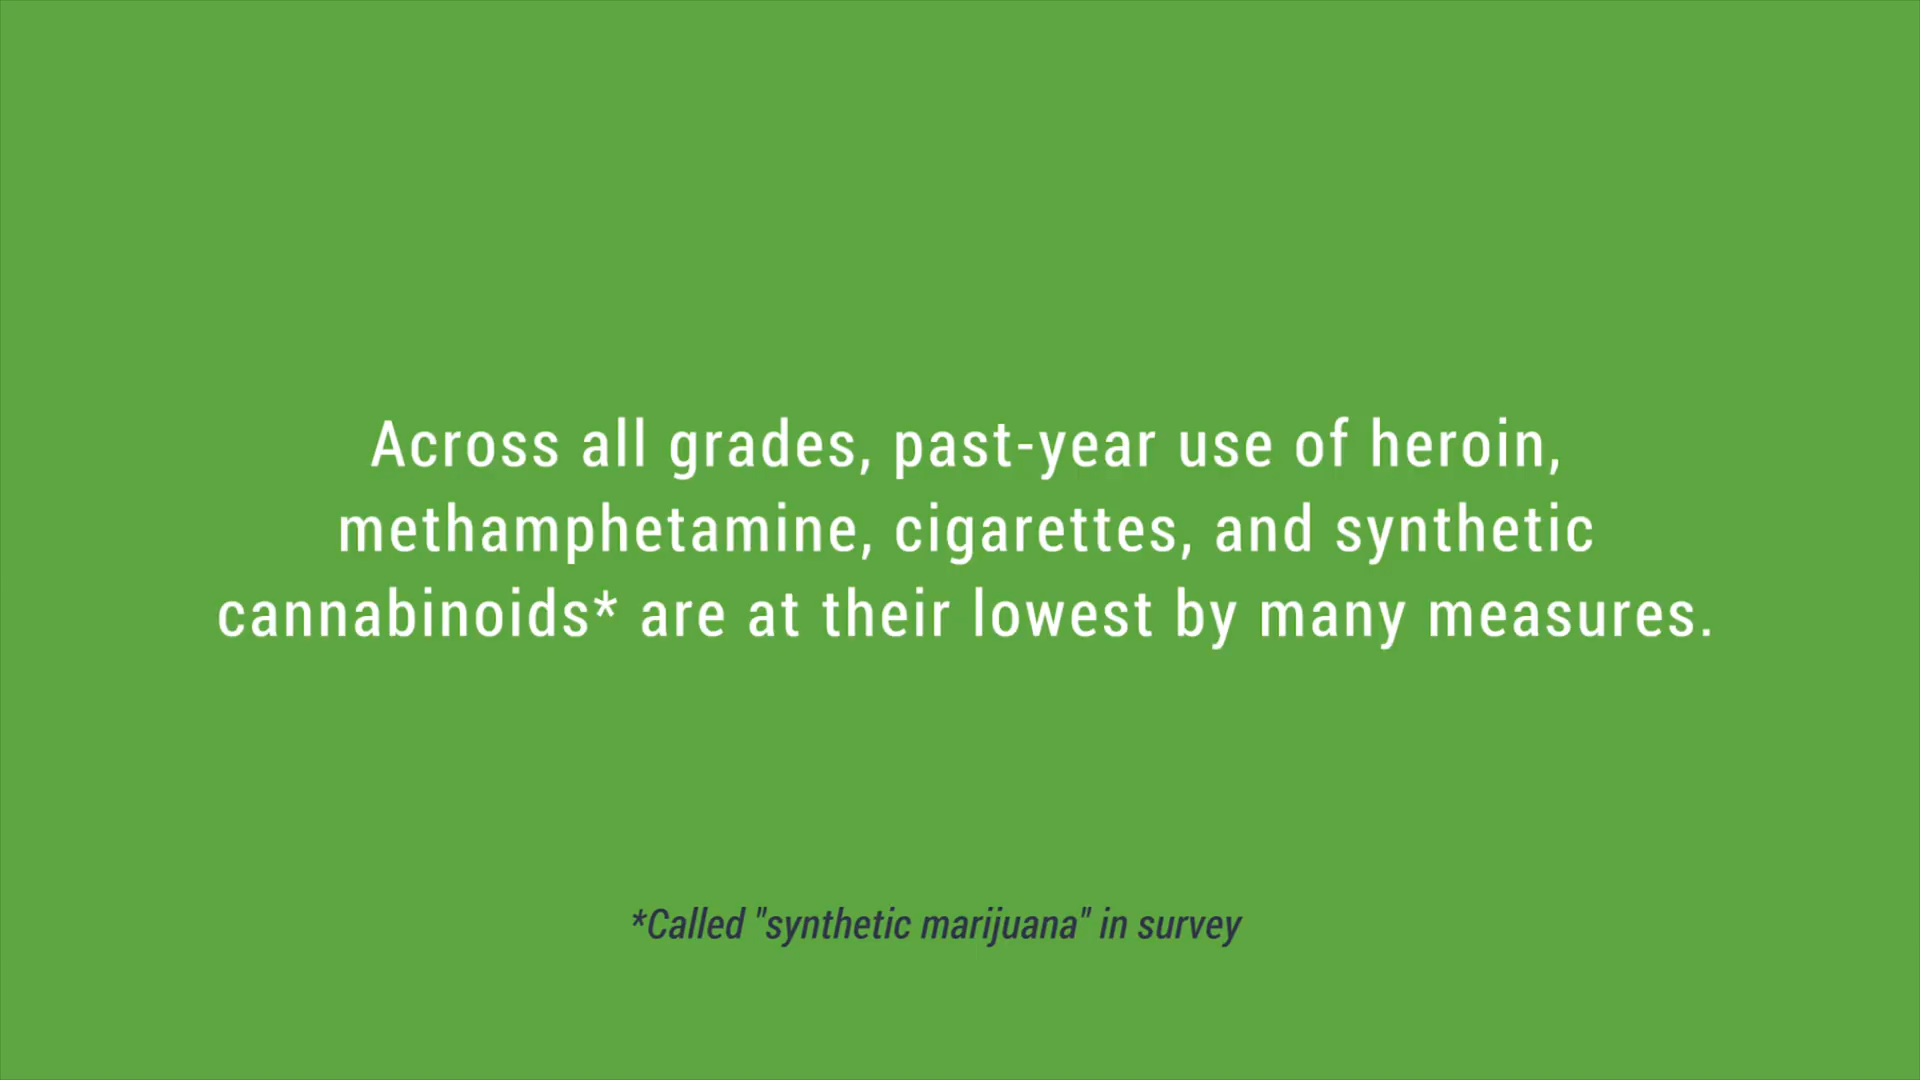 Across all grades, past-year use of heroin,
methamphetamine, cigarettes, and synthetic
cannabinoids* are at their lowest by many measures.
*Called "synthetic marijuana" in survey